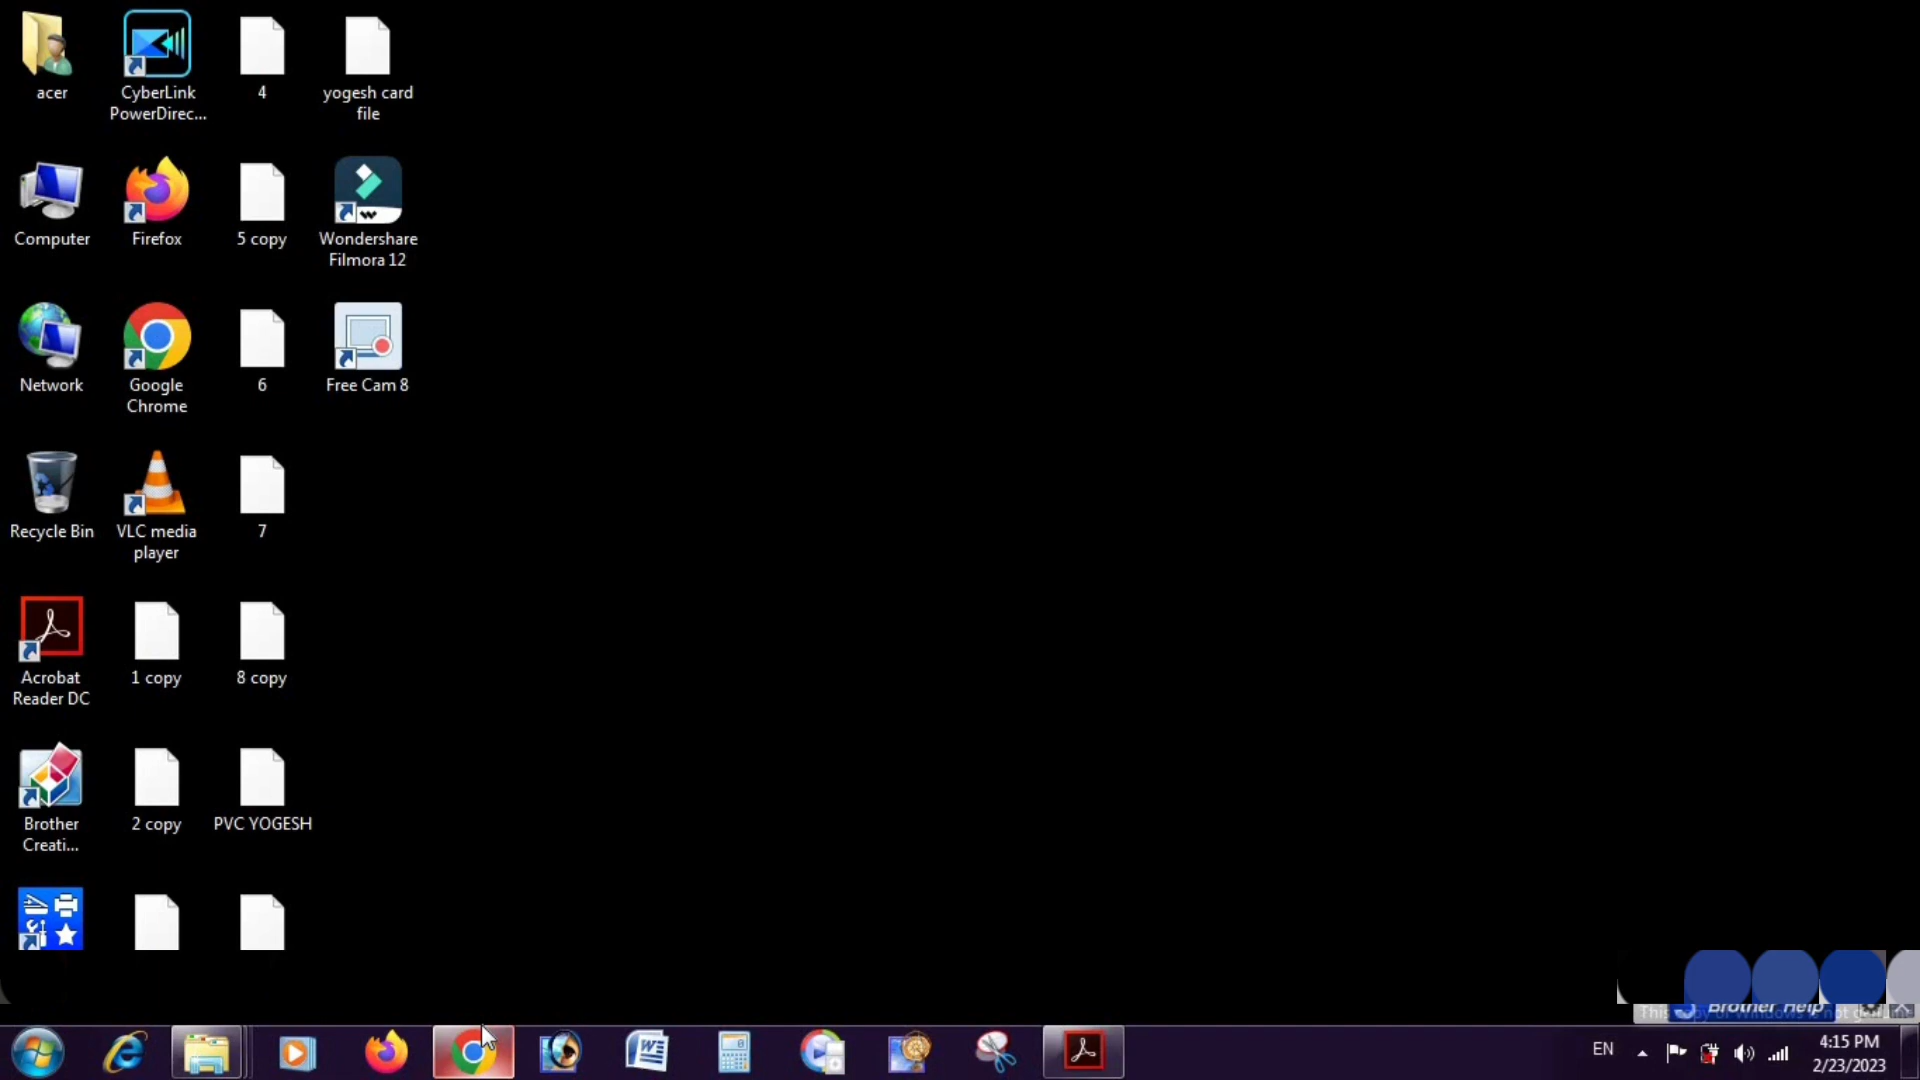 acer
CyberLink
PowerDirec...
4
yogesh card
file
Computer
Firefox
5 copy
Wondershare
Filmora 12
Network
Google
Chrome
6
Free Cam 8
Recycle Bin
VLC media
player
7
Acrobat
Reader DC
1 copy
8 copy
Brother
Creati...
2 copy
PVC YOGESH
Brother Help
EN
4:15 PM
2/23/2023